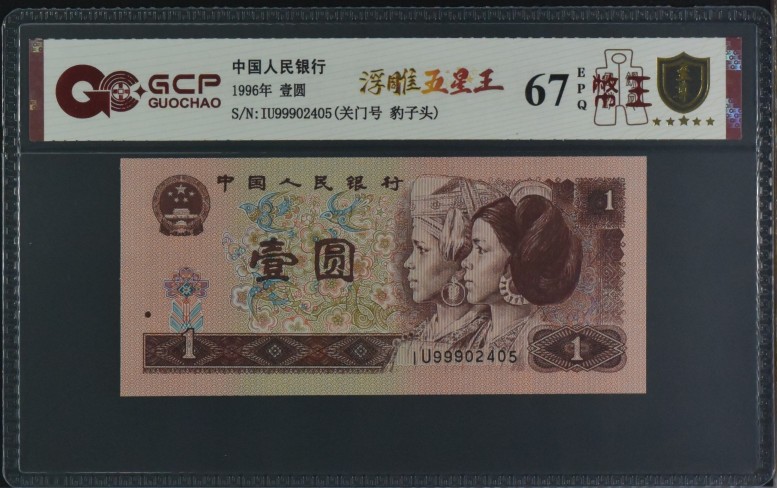 GCP
GUOCHAO
中国人民银行
1996年 壹圆
S/N:IU99902405(关门号 豹子头)
浮雕五星王
67
EPQ
中国人民银行
1
壹圆
1
1
IU99902405